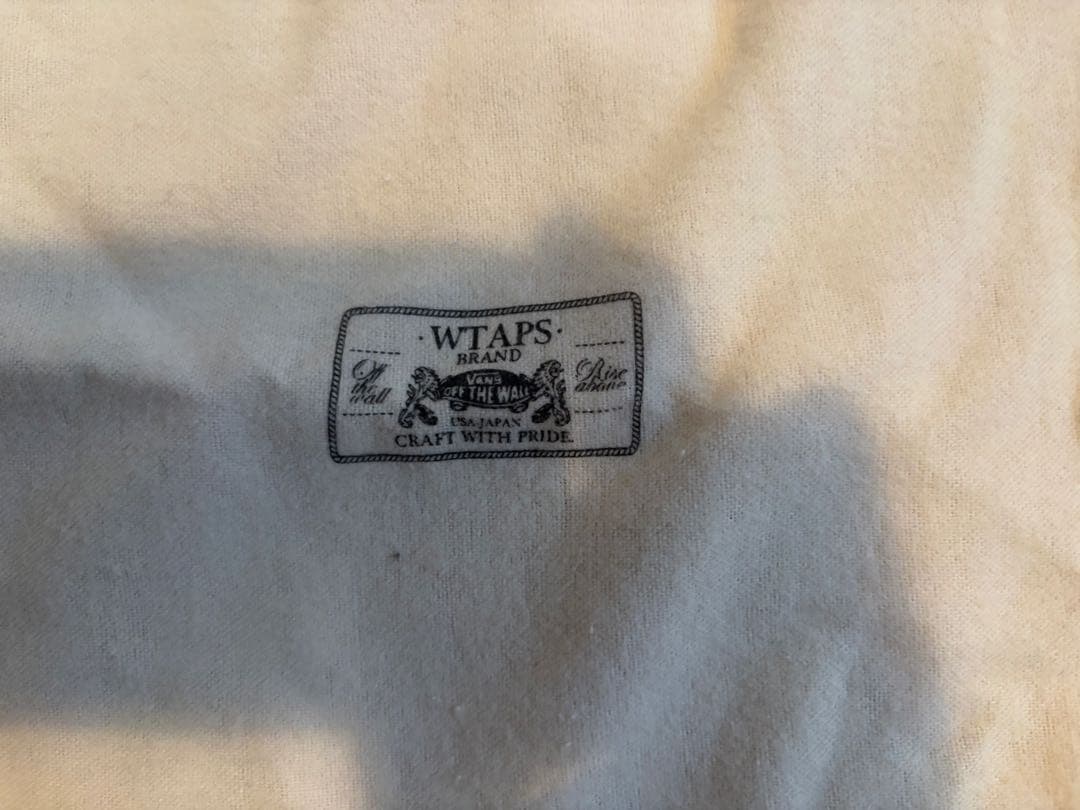 · WTAPS ·
BRAND
Off
the
wall
VANS
OFF THE WALL
Rise
above
USA-JAPAN
CRAFT WITH PRIDE.